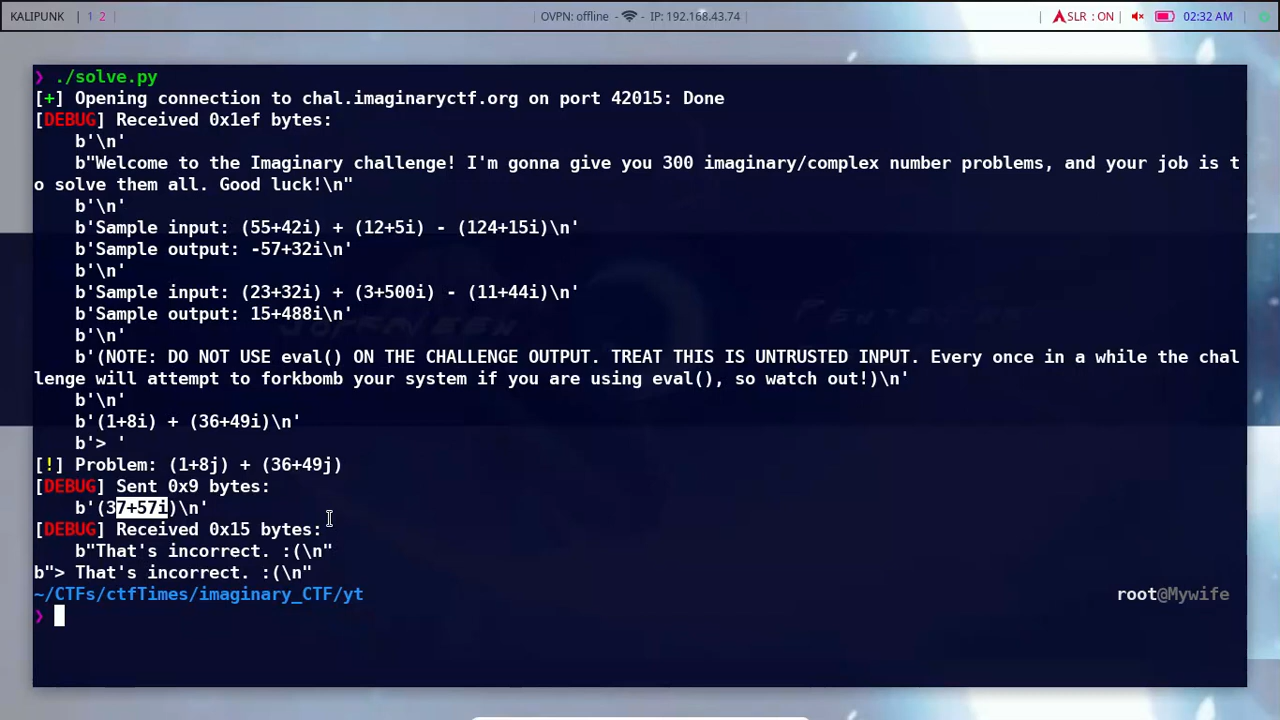 KALIPUNK | 1 2 | OVPN: offline - - IP: 192.168.43.74 | | SLR : ON | | 02:32 AM |
❯ ./solve.py
[+] Opening connection to chal.imaginaryctf.org on port 42015: Done
[DEBUG] Received 0x1ef bytes:
b'\n'
b"Welcome to the Imaginary challenge! I'm gonna give you 300 imaginary/complex number problems, and your job is t
o solve them all. Good luck!\n"
b'\n'
b'Sample input: (55+42i) + (12+5i) - (124+15i)\n'
b'Sample output: -57+32i\n'
b'\n'
b'Sample input: (23+32i) + (3+500i) - (11+44i)\n'
b'Sample output: 15+488i\n'
b'\n'
b'(NOTE: DO NOT USE eval() ON THE CHALLENGE OUTPUT. TREAT THIS IS UNTRUSTED INPUT. Every once in a while the chal
lenge will attempt to forkbomb your system if you are using eval(), so watch out!)\n'
b'\n'
b'(1+8i) + (36+49i)\n'
b'> '
[!] Problem: (1+8j) + (36+49j)
[DEBUG] Sent 0x9 bytes:
b'(37+57i)\n'
[DEBUG] Received 0x15 bytes:
b"That's incorrect. :(\n"
b"> That's incorrect. :(\n"
~/CTFs/ctfTimes/imaginary_CTF/yt root@Mywife
❯